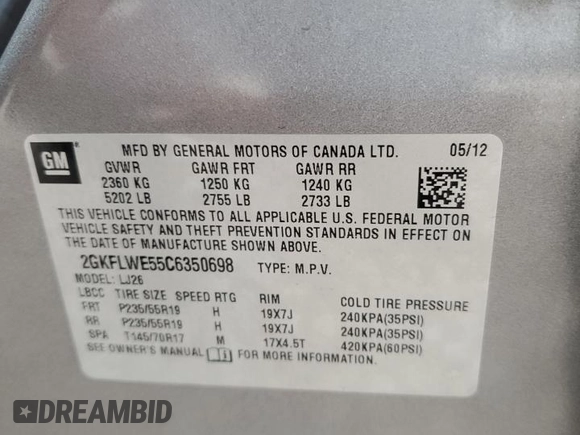 GM
MFD BY GENERAL MOTORS OF CANADA LTD. 05/12
GVWR GAWR FRT GAWR RR
2360 KG 1250 KG 1240 KG
5202 LB 2755 LB 2733 LB
THIS VEHICLE CONFORMS TO ALL APPLICABLE U.S. FEDERAL MOTOR
VEHICLE SAFETY AND THEFT PREVENTION STANDARDS IN EFFECT ON
THE DATE OF MANUFACTURE SHOWN ABOVE.
2GKFLWE55C6350698 TYPE: M.P.V.
MODEL: LJ26
LBCC TIRE SIZE SPEED RTG RIM COLD TIRE PRESSURE
FRT P235/55R19 H 19X7J 240KPA(35PSI)
RR P235/55R19 H 19X7J 240KPA(35PSI)
SPA T145/70R17 M 17X4.5T 420KPA(60PSI)
SEE OWNER'S MANUAL FOR MORE INFORMATION.
DREAMBID